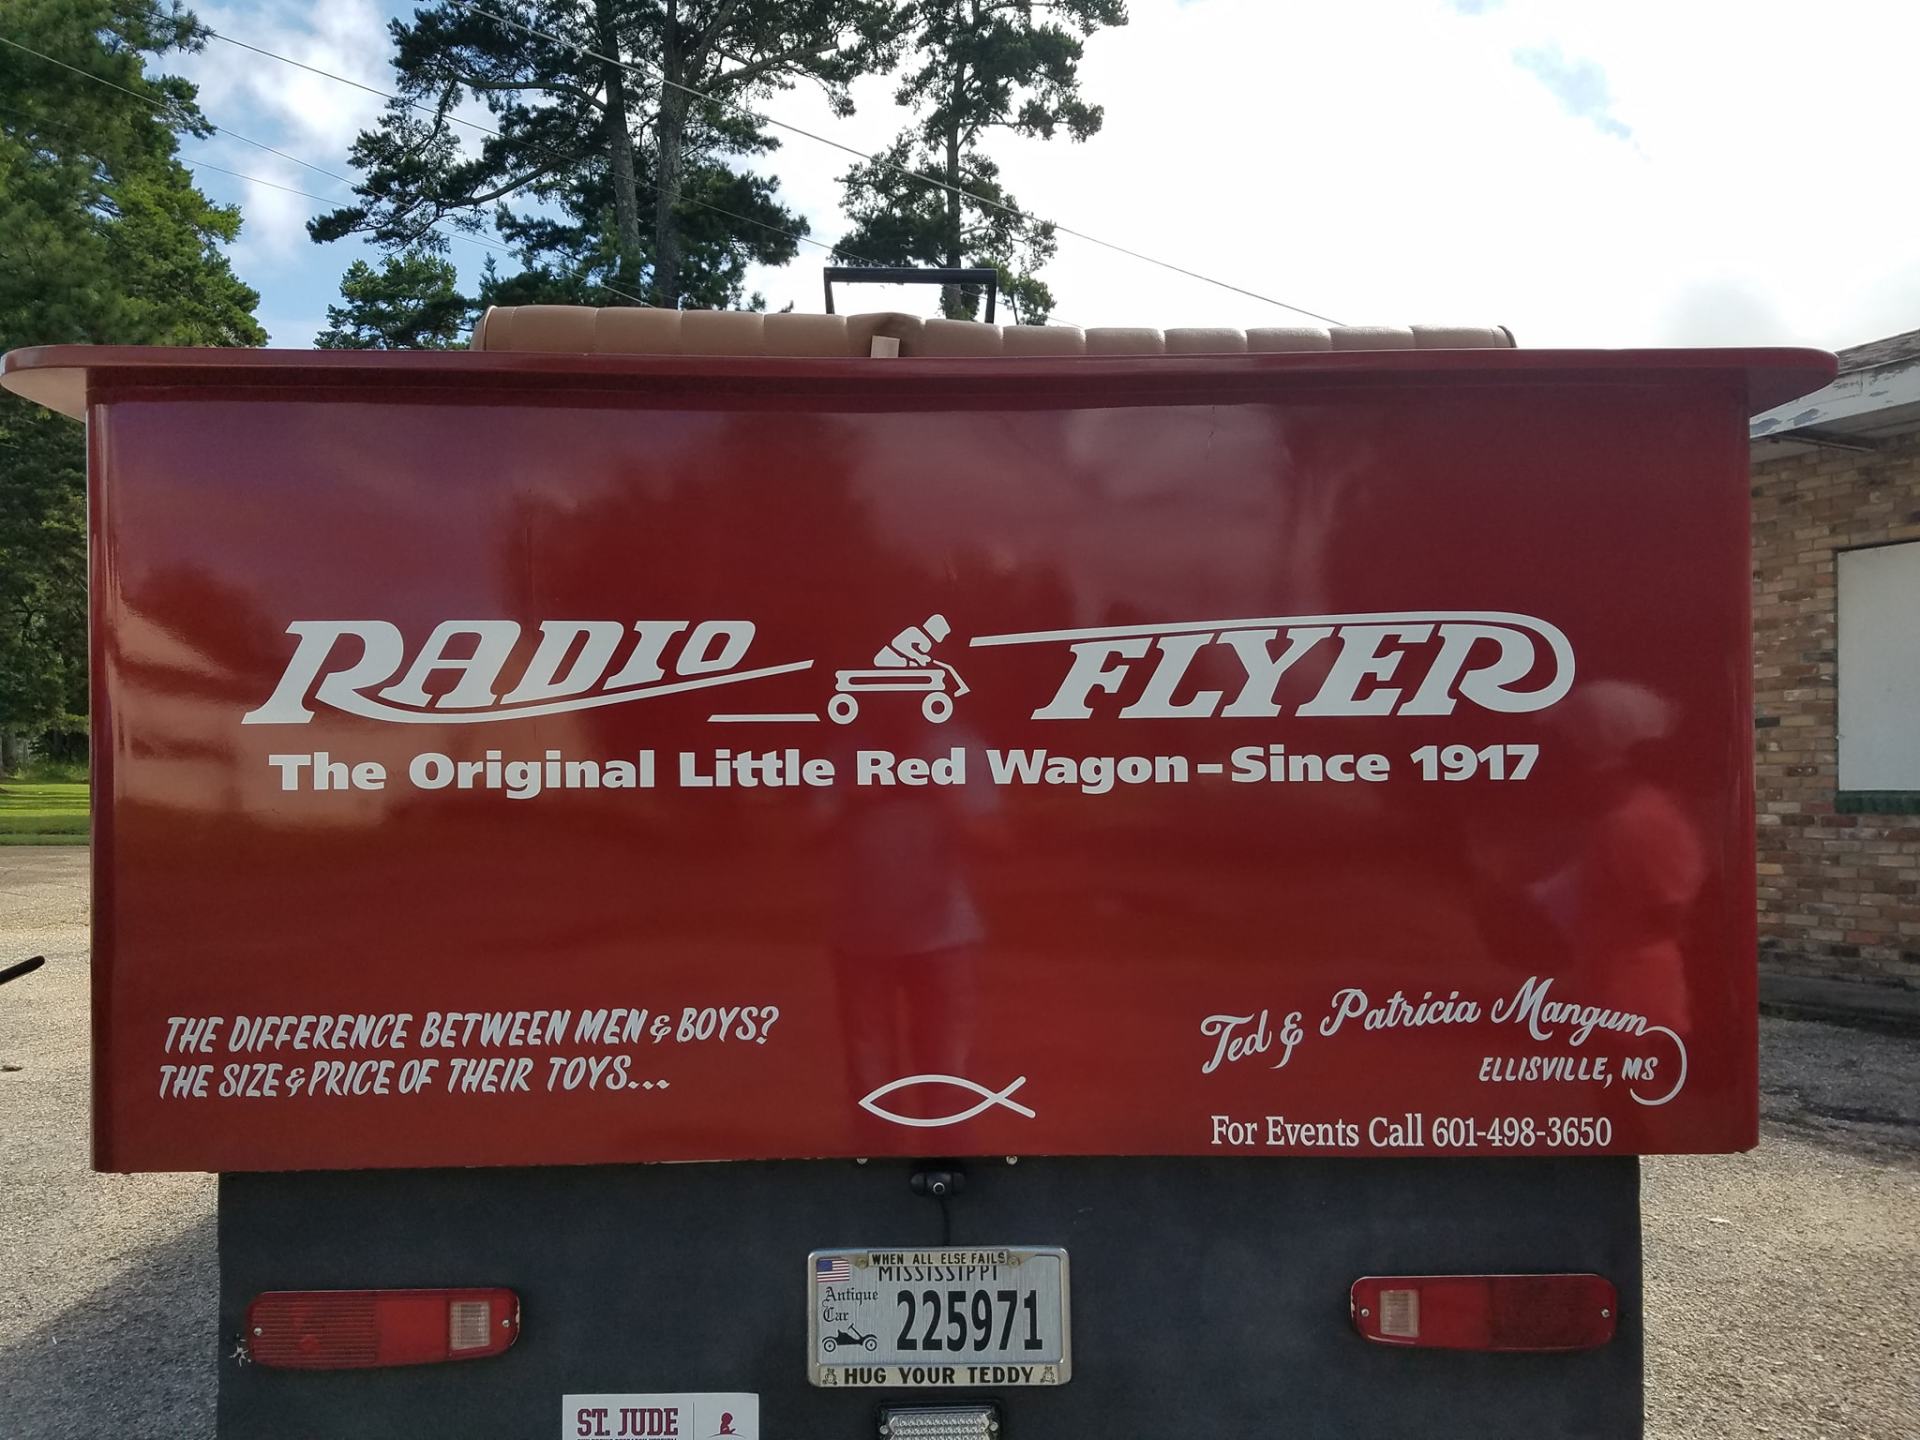 RADIO FLYER
The Original Little Red Wagon-Since 1917
THE DIFFERENCE BETWEEN MEN & BOYS?
THE SIZE & PRICE OF THEIR TOYS...
Ted & Patricia Mangum
ELLISVILLE, MS
For Events Call 601-498-3650
WHEN ALL ELSE FAILS
MISSISSIPPI
Antique
Car
225971
HUG YOUR TEDDY
ST. JUDE